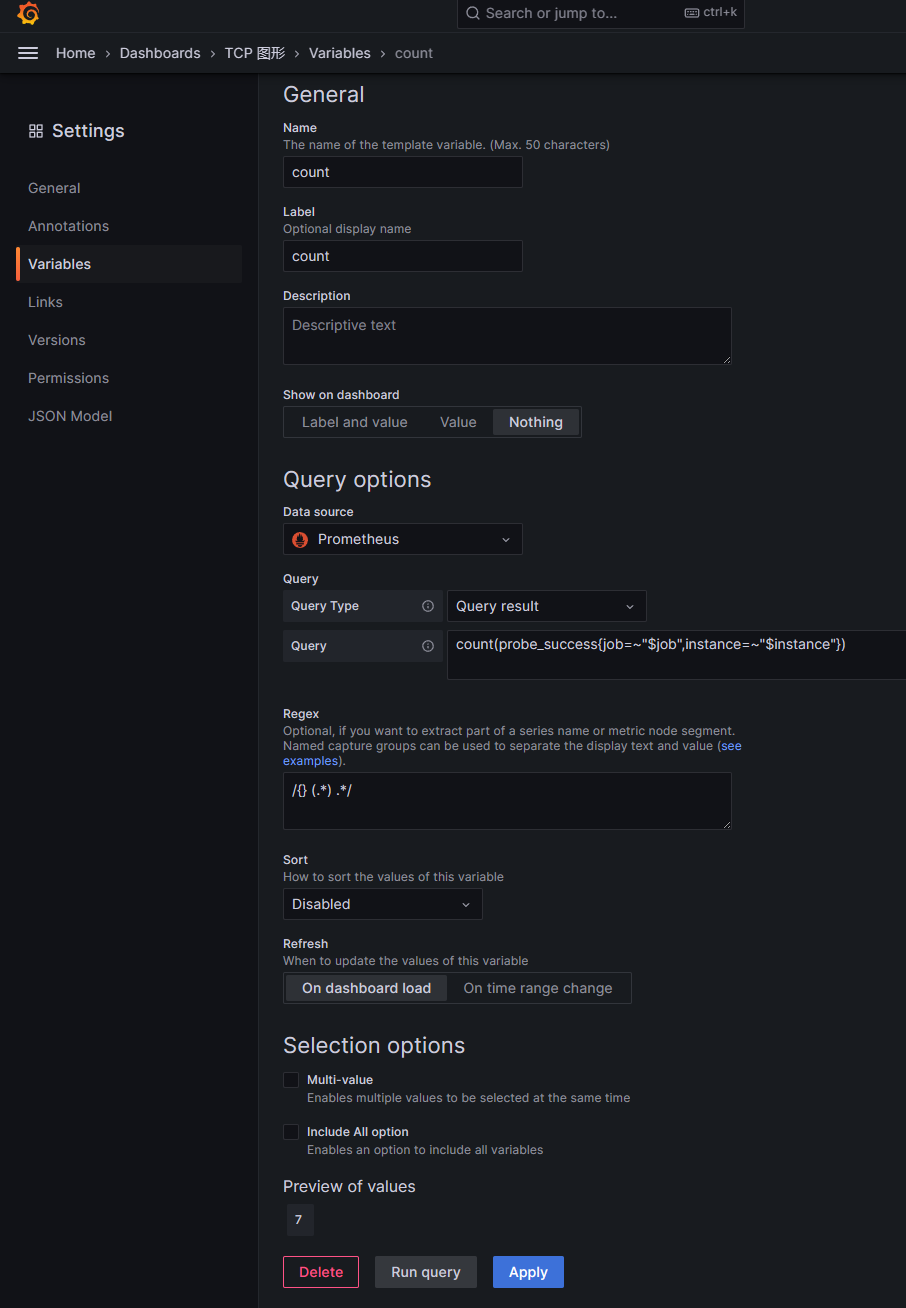 Search or jump to... ctrl+k
Home › Dashboards › TCP 图形 › Variables › count
Settings
General
Annotations
Variables
Links
Versions
Permissions
JSON Model
General
Name
The name of the template variable. (Max. 50 characters)
count
Label
Optional display name
count
Description
Descriptive text
Show on dashboard
Label and value Value Nothing
Query options
Data source
Prometheus
Query
Query Type Query result
Query count(probe_success{job=~"$job",instance=~"$instance"})
Regex
Optional, if you want to extract part of a series name or metric node segment.
Named capture groups can be used to separate the display text and value (see
examples).
/{} (.*) .*/
Sort
How to sort the values of this variable
Disabled
Refresh
When to update the values of this variable
On dashboard load On time range change
Selection options
Multi-value
Enables multiple values to be selected at the same time
Include All option
Enables an option to include all variables
Preview of values
7
Delete Run query Apply